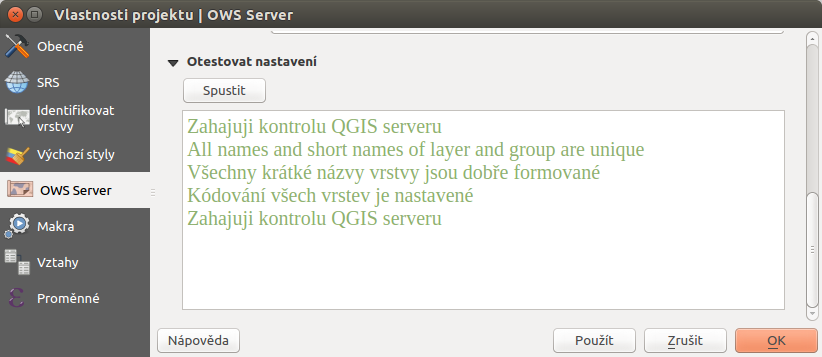 Vlastnosti projektu | OWS Server
Obecné
SRS
Identifikovat
vrstvy
Výchozí styly
OWS Server
Makra
Vztahy
Proměnné
Otestovat nastavení
Spustit
Zahajuji kontrolu QGIS serveru
All names and short names of layer and group are unique
Všechny krátké názvy vrstvy jsou dobře formované
Kódování všech vrstev je nastavené
Zahajuji kontrolu QGIS serveru
Nápověda
Použít
Zrušit
OK